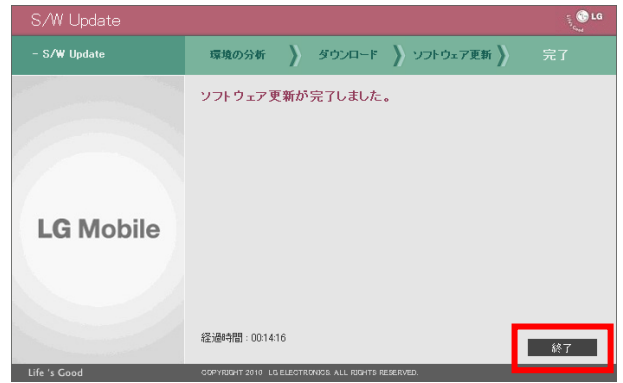 S/W Update
LG
- S/W Update
環境の分析 》 ダウンロード 》 ソフトウェア更新 》 完了
ソフトウェア更新が完了しました。
LG Mobile
経過時間 : 00:14:16
終了
Life 's Good
COPYRIGHT 2010 LG ELECTRONICS. ALL RIGHTS RESERVED.